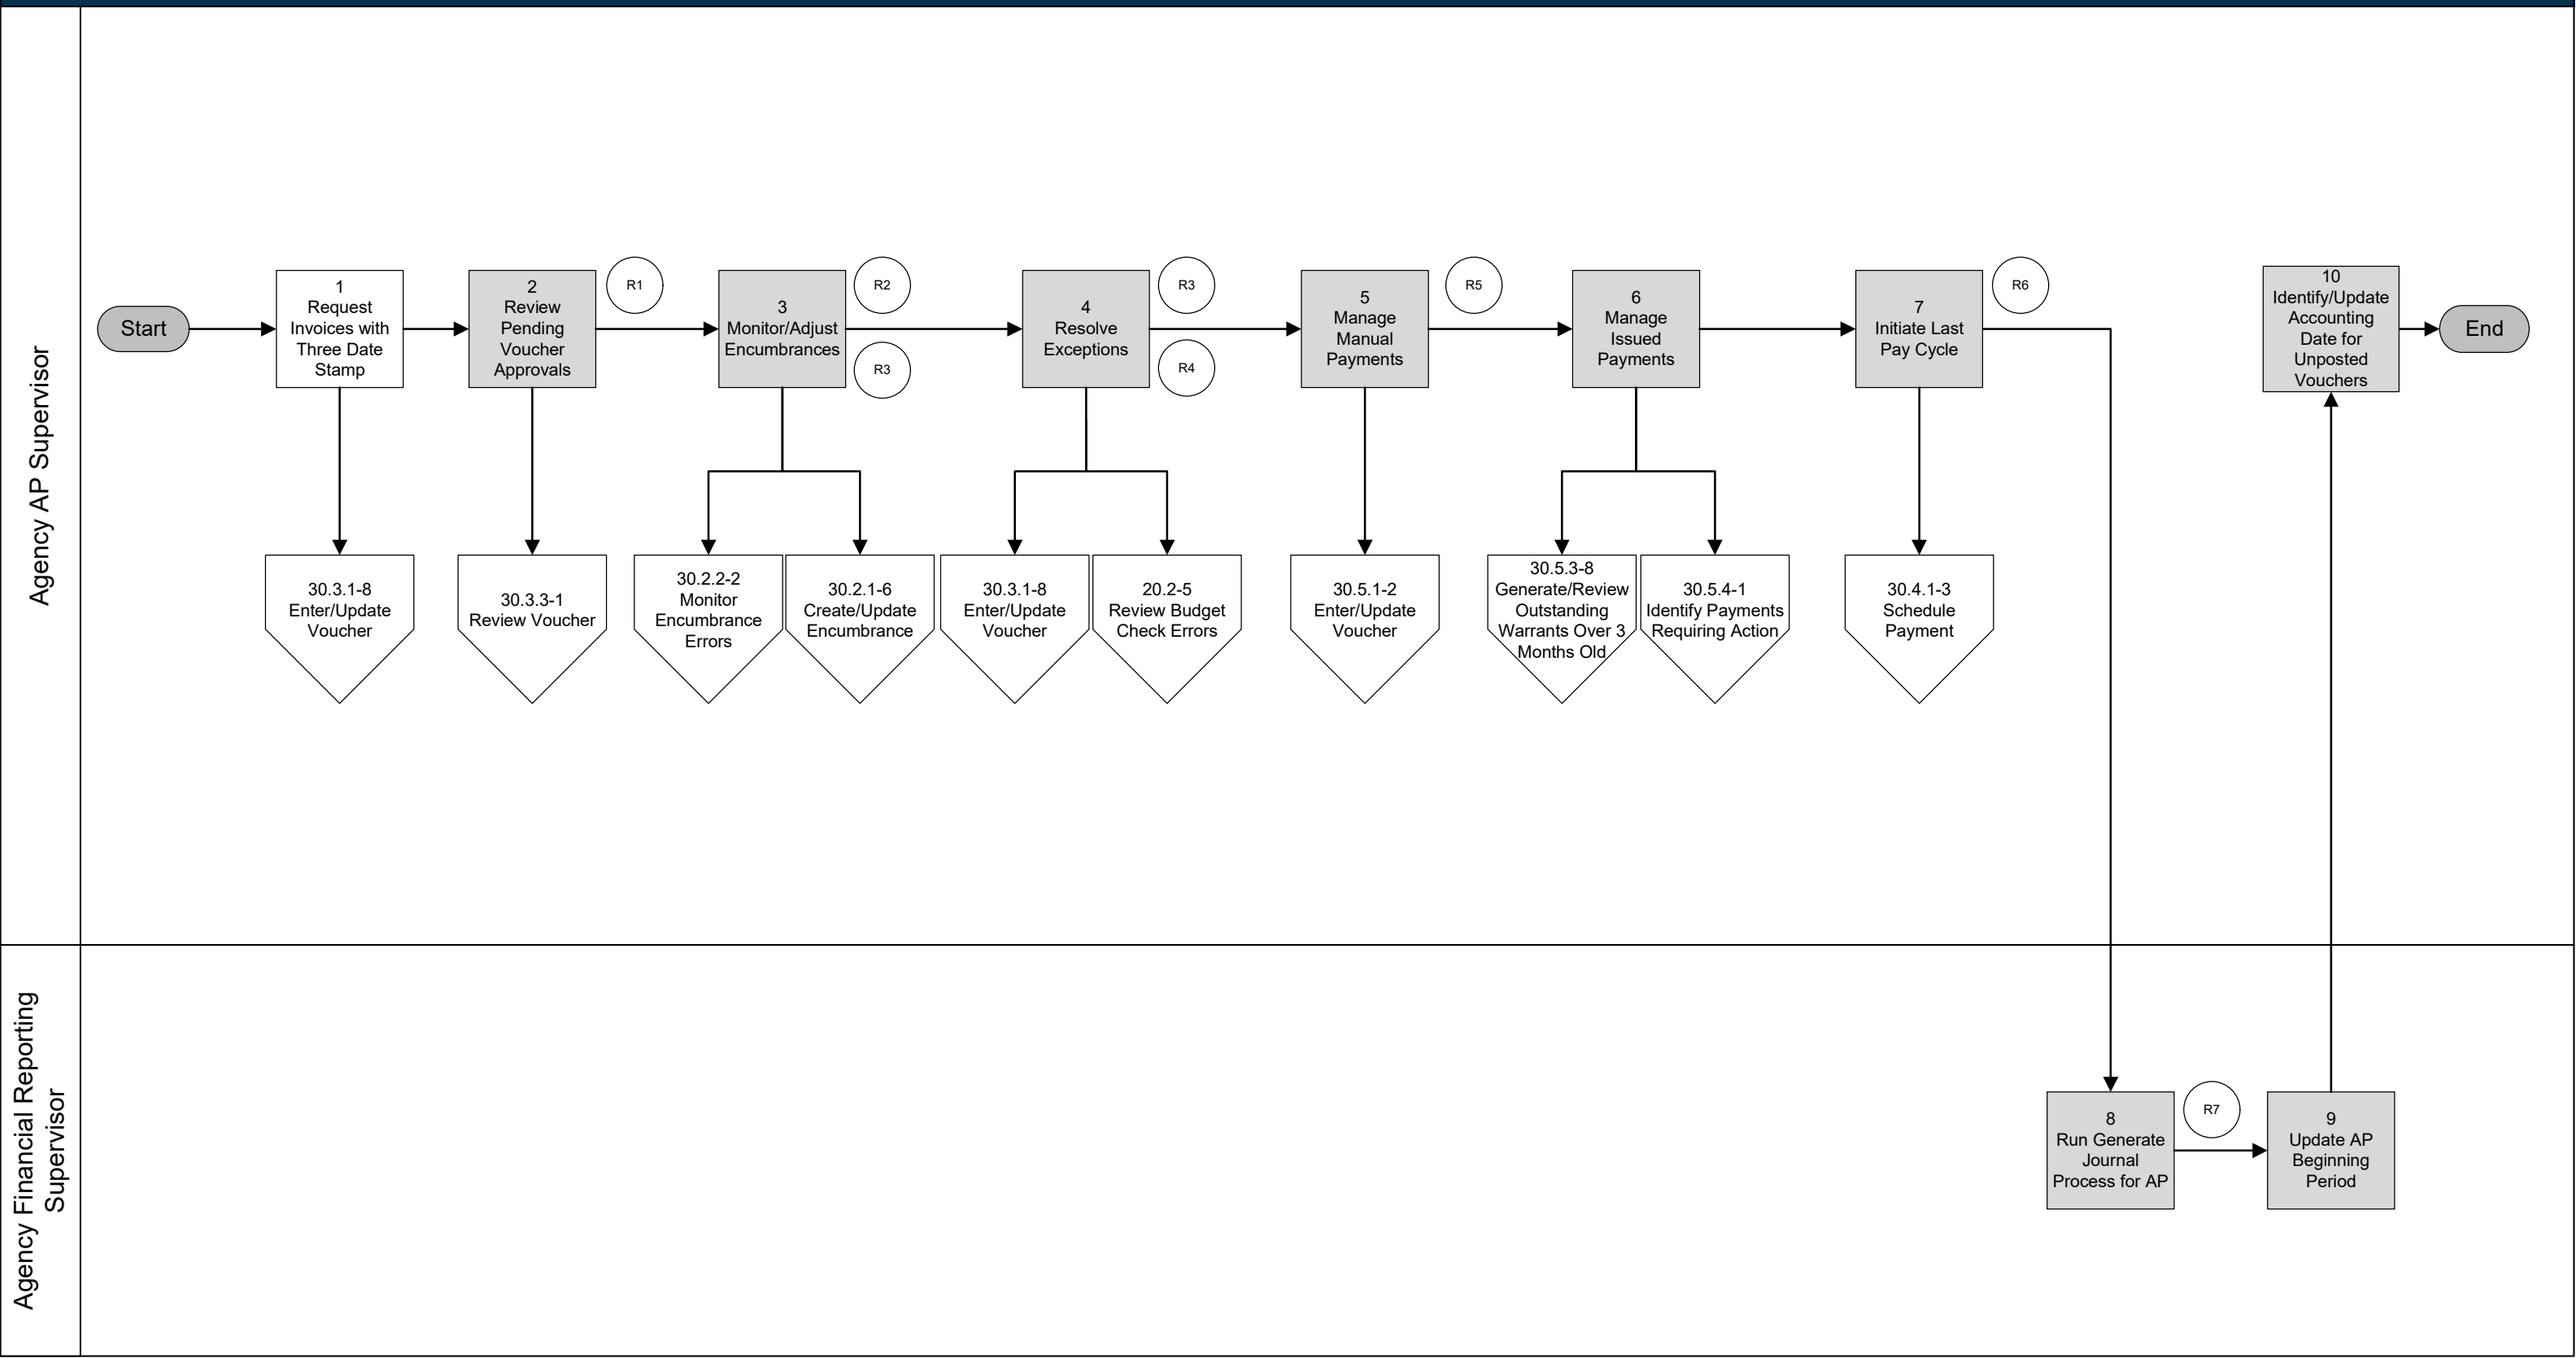 Agency AP Supervisor
Start
1
Request
Invoices with
Three Date
Stamp
2
Review
Pending
Voucher
Approvals
R1
3
Monitor/Adjust
Encumbrances
R2
R3
4
Resolve
Exceptions
R3
R4
5
Manage
Manual
Payments
R5
6
Manage
Issued
Payments
7
Initiate Last
Pay Cycle
R6
10
Identify/Update
Accounting
Date for
Unposted
Vouchers
End
30.3.1-8
Enter/Update
Voucher
30.3.3-1
Review Voucher
30.2.2-2
Monitor
Encumbrance
Errors
30.2.1-6
Create/Update
Encumbrance
30.3.1-8
Enter/Update
Voucher
20.2-5
Review Budget
Check Errors
30.5.1-2
Enter/Update
Voucher
30.5.3-8
Generate/Review
Outstanding
Warrants Over 3
Months Old
30.5.4-1
Identify Payments
Requiring Action
30.4.1-3
Schedule
Payment
Agency Financial Reporting
Supervisor
8
Run Generate
Journal
Process for AP
R7
9
Update AP
Beginning
Period